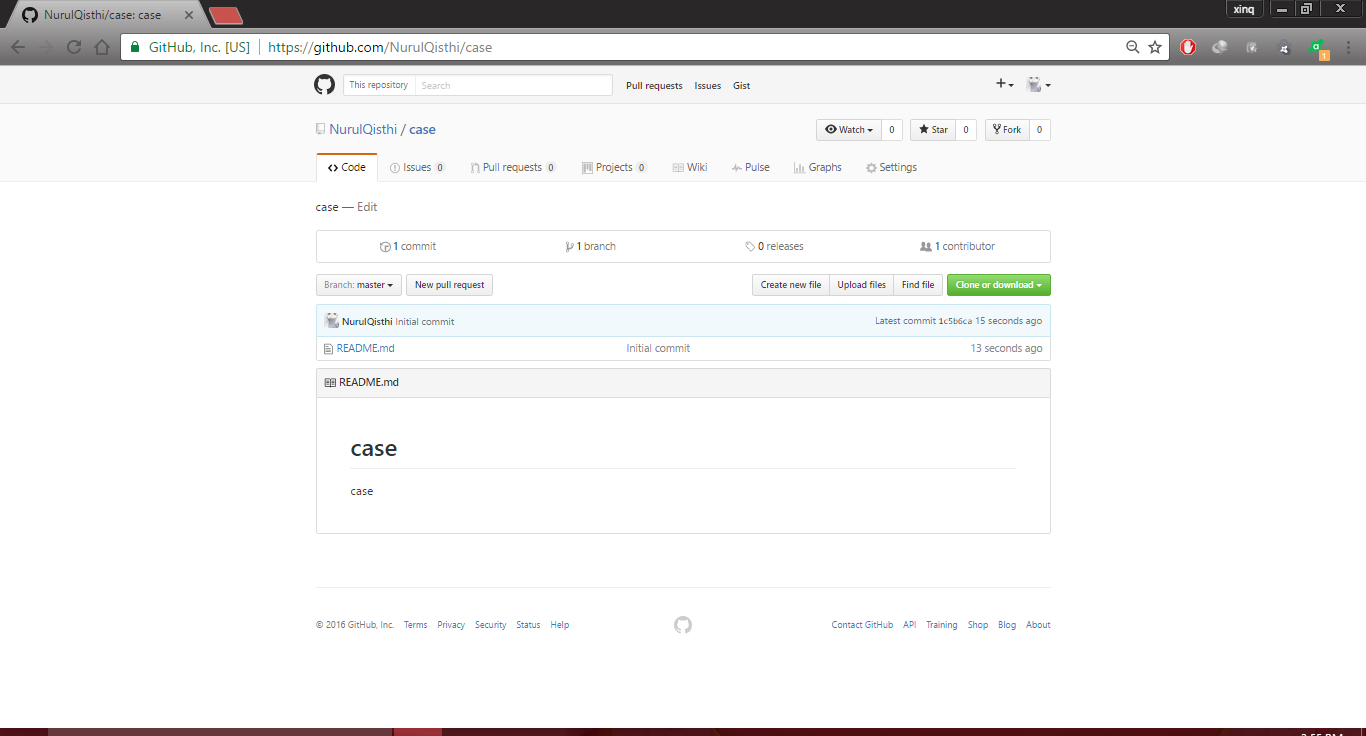 NurulQisthi/case: case
xinq
GitHub, Inc. [US] https://github.com/NurulQisthi/case
1
This repository Search Pull requests Issues Gist
NurulQisthi / case Watch 0 Star 0 Fork 0
Code Issues 0 Pull requests 0 Projects 0 Wiki Pulse Graphs Settings
case — Edit
1 commit 1 branch 0 releases 1 contributor
Branch: master New pull request Create new file Upload files Find file Clone or download
NurulQisthi Initial commit Latest commit 1c5b6ca 15 seconds ago
README.md Initial commit 13 seconds ago
README.md
case
case
© 2016 GitHub, Inc. Terms Privacy Security Status Help Contact GitHub API Training Shop Blog About